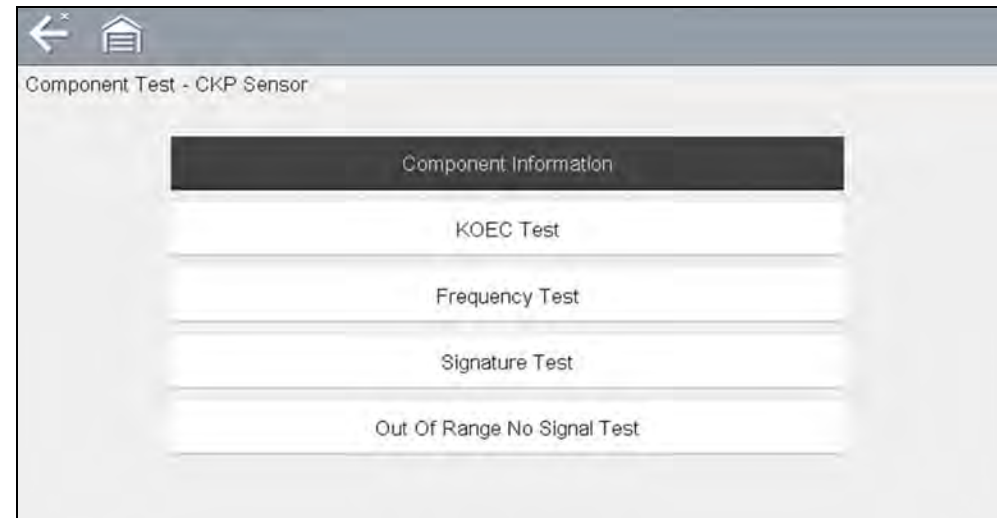 Component Test - CKP Sensor
Component Information
KOEC Test
Frequency Test
Signature Test
Out Of Range No Signal Test